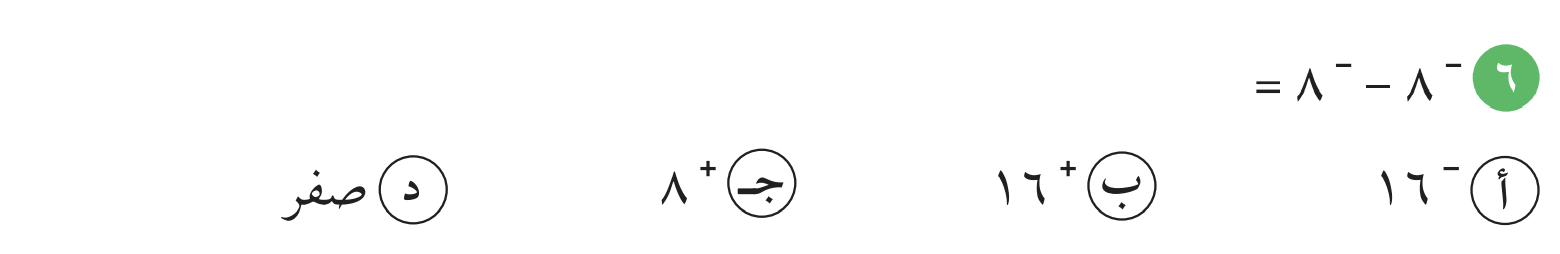 ٦ ⁻٨ − ⁻٨ =
أ ⁻١٦ ب ⁺١٦ جـ ⁺٨ د صفر